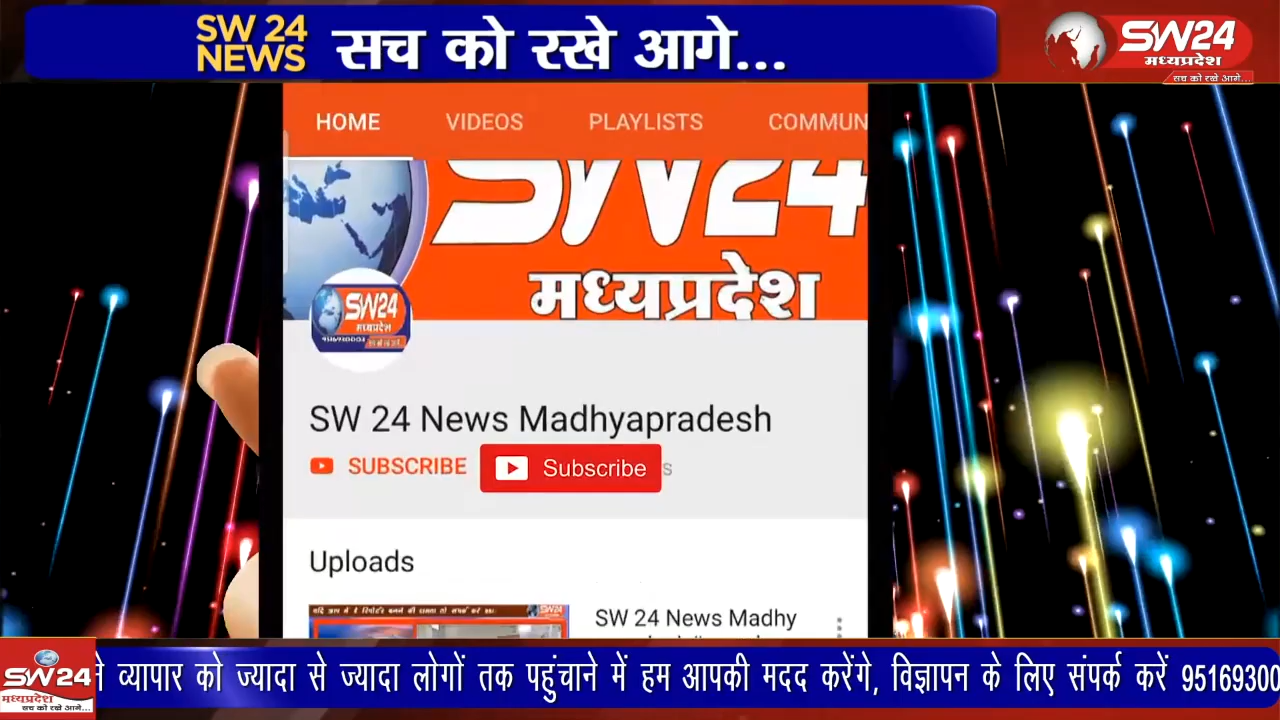 SW 24
NEWS
सच को रखे आगे...
SW24
मध्यप्रदेश
सच को रखे आगे...
HOME VIDEOS PLAYLISTS COMMUN
SW24
मध्यप्रदेश
SW24
मध्यप्रदेश
SW 24 News Madhyapradesh
SUBSCRIBE Subscribe s
Uploads
SW24
SW 24 News Madhy
SW24
मध्यप्रदेश
सच को रखे आगे...
से व्यापार को ज्यादा से ज्यादा लोगों तक पहुंचाने में हम आपकी मदद करेंगे, विज्ञापन के लिए संपर्क करें 95169300